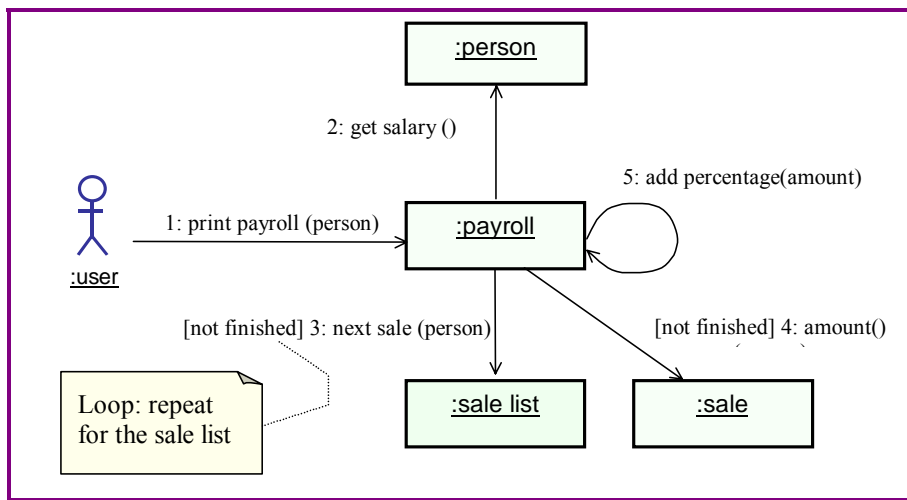 :person
2: get salary ()
5: add percentage(amount)
1: print payroll (person)
:payroll
:user
[not finished] 3: next sale (person)
[not finished] 4: amount()
Loop: repeat
for the sale list
:sale list
:sale